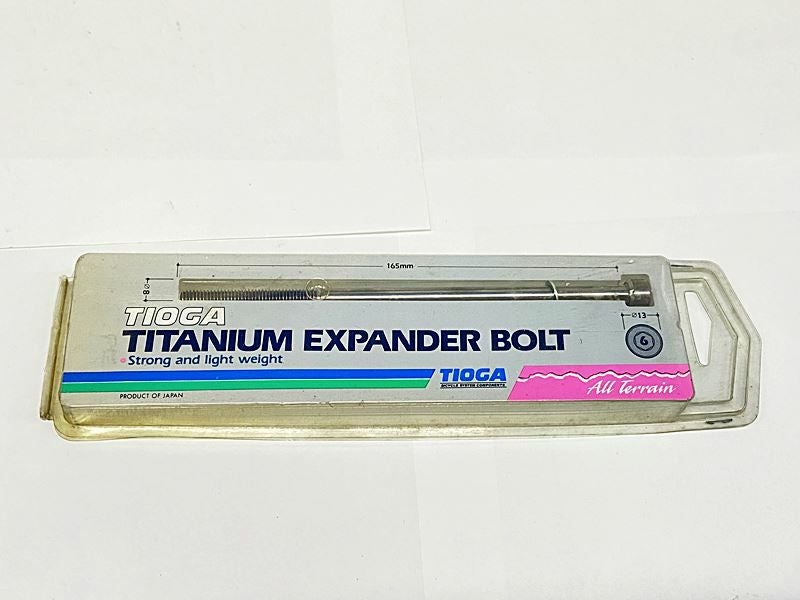 165mm
ø8
ø13
6
TIOGA
TITANIUM EXPANDER BOLT
Strong and light weight
TIOGA
BICYCLE SYSTEM COMPONENTS
All Terrain
PRODUCT OF JAPAN